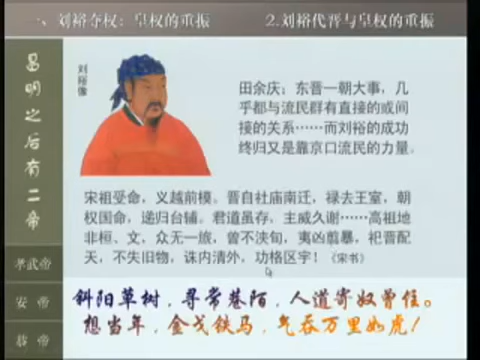 一、刘裕夺权：皇权的重振
2.刘裕代晋与皇权的重振
昌明之后有二帝
孝武帝
安 帝
恭 帝
刘裕像
田余庆：东晋一朝大事，几
乎都与流民群有直接的或间
接的关系……而刘裕的成功
终归又是靠京口流民的力量。
宋祖受命，义越前模。晋自社庙南迁，禄去王室，朝
权国命，递归台辅。君道虽存，主威久谢……高祖地
非桓、文，众无一旅，曾不浃旬，夷凶翦暴，祀晋配
天，不失旧物，诛内清外，功格区宇！（宋书）
斜阳草树，寻常巷陌，人道寄奴曾住。
想当年，金戈铁马，气吞万里如虎！